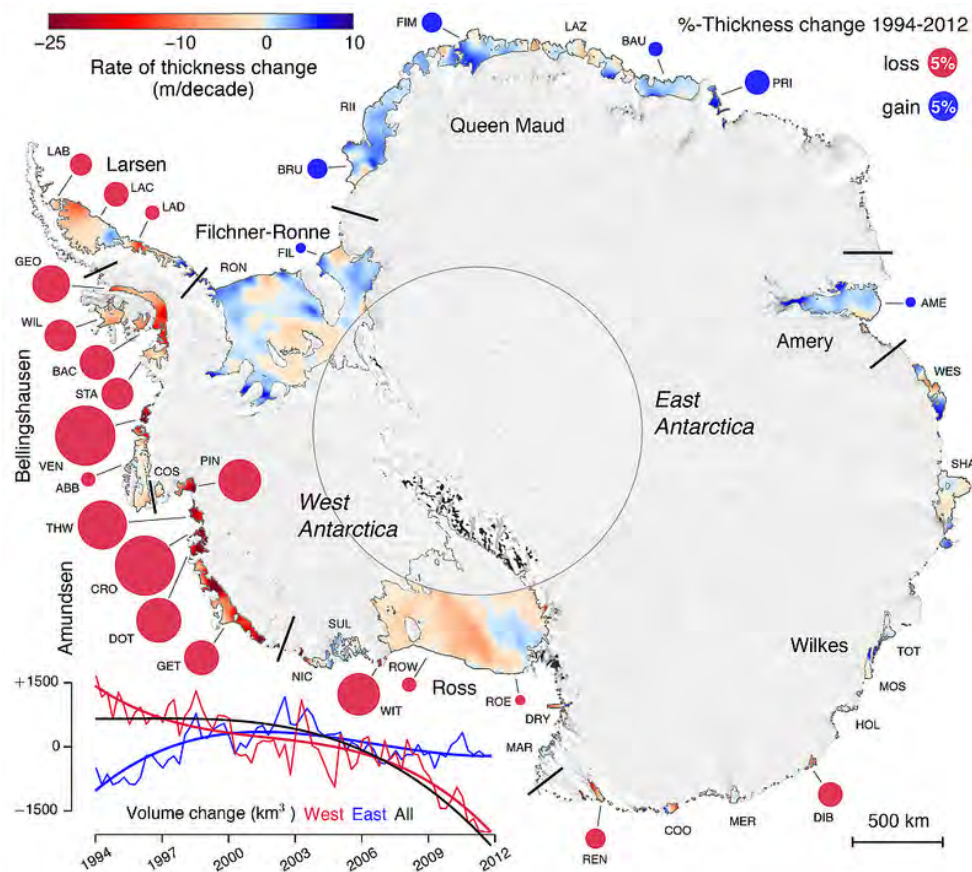 −25
−10
0
10
Rate of thickness change
(m/decade)
%-Thickness change 1994-2012
loss 5%
gain 5%
FIM
LAZ
BAU
PRI
RII
Queen Maud
BRU
LAB
Larsen
LAC
LAD
Filchner-Ronne
FIL
RON
GEO
WIL
BAC
STA
Bellingshausen
VEN
ABB
COS
PIN
THW
CRO
DOT
GET
Amundsen
West
Antarctica
East
Antarctica
AME
Amery
WES
SHA
Wilkes
TOT
MOS
HOL
DIB
MER
COO
REN
MAR
DRY
ROE
Ross
ROW
WIT
SUL
NIC
500 km
+1500
0
−1500
Volume change (km³) West East All
1994
1997
2000
2003
2006
2009
2012